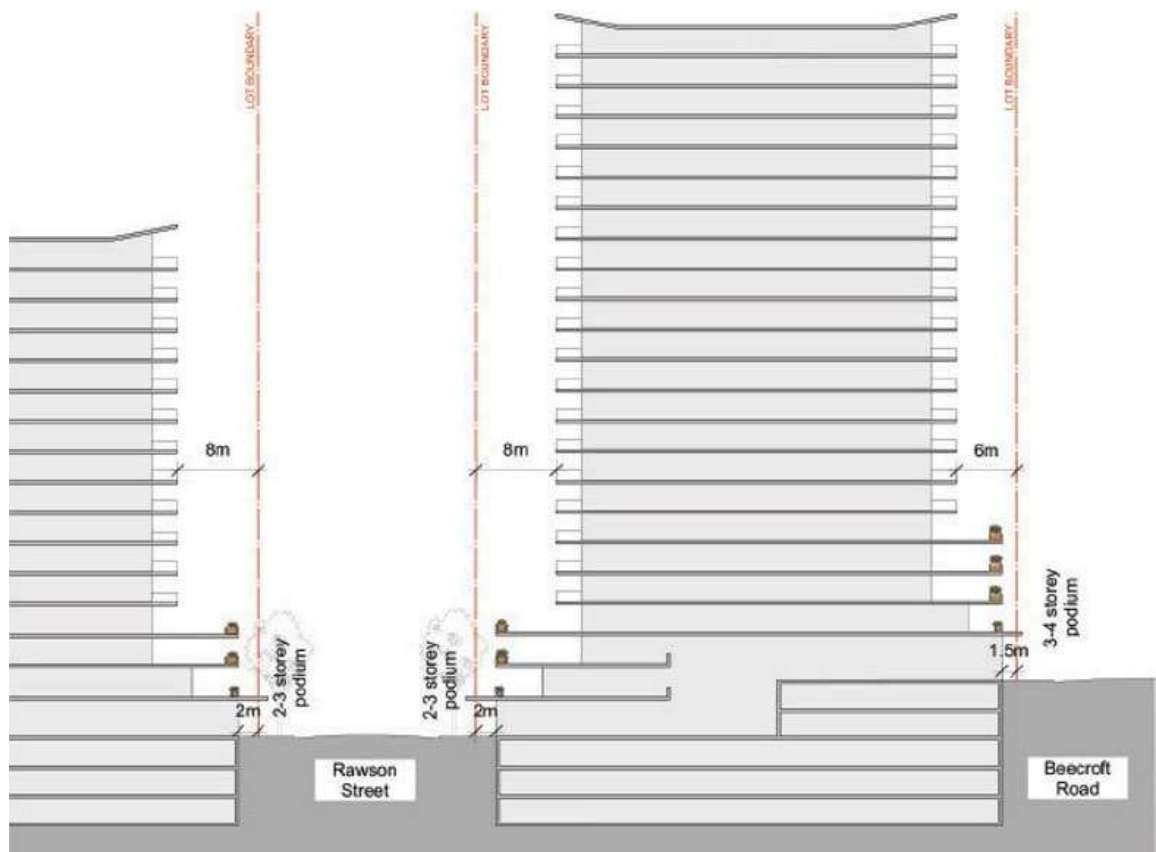 LOT BOUNDARY
LOT BOUNDARY
LOT BOUNDARY
8m
8m
6m
2-3 storey
podium
2m
2-3 storey
podium
2m
3-4 storey
podium
1.5m
Rawson
Street
Beecroft
Road